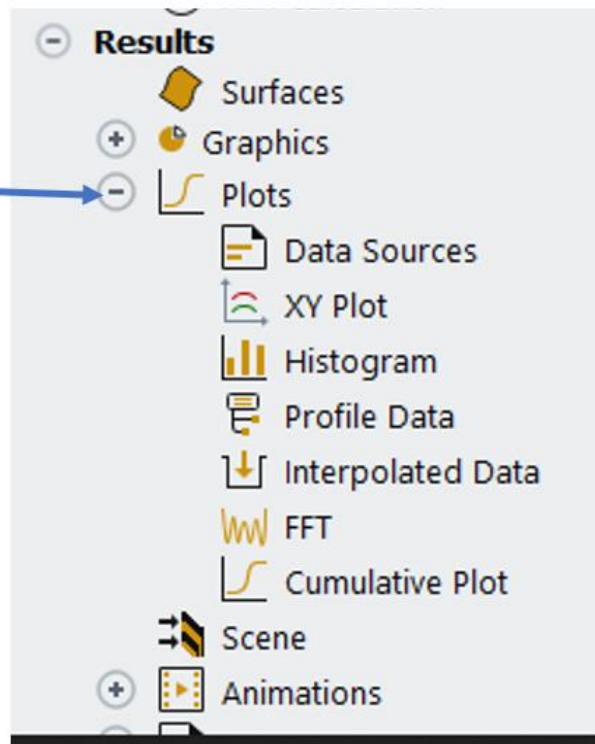 Results
Surfaces
Graphics
Plots
Data Sources
XY Plot
Histogram
Profile Data
Interpolated Data
FFT
Cumulative Plot
Scene
Animations